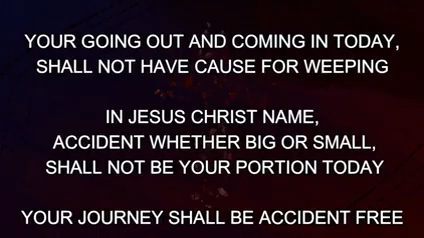 YOUR GOING OUT AND COMING IN TODAY,
SHALL NOT HAVE CAUSE FOR WEEPING
IN JESUS CHRIST NAME,
ACCIDENT WHETHER BIG OR SMALL,
SHALL NOT BE YOUR PORTION TODAY
YOUR JOURNEY SHALL BE ACCIDENT FREE